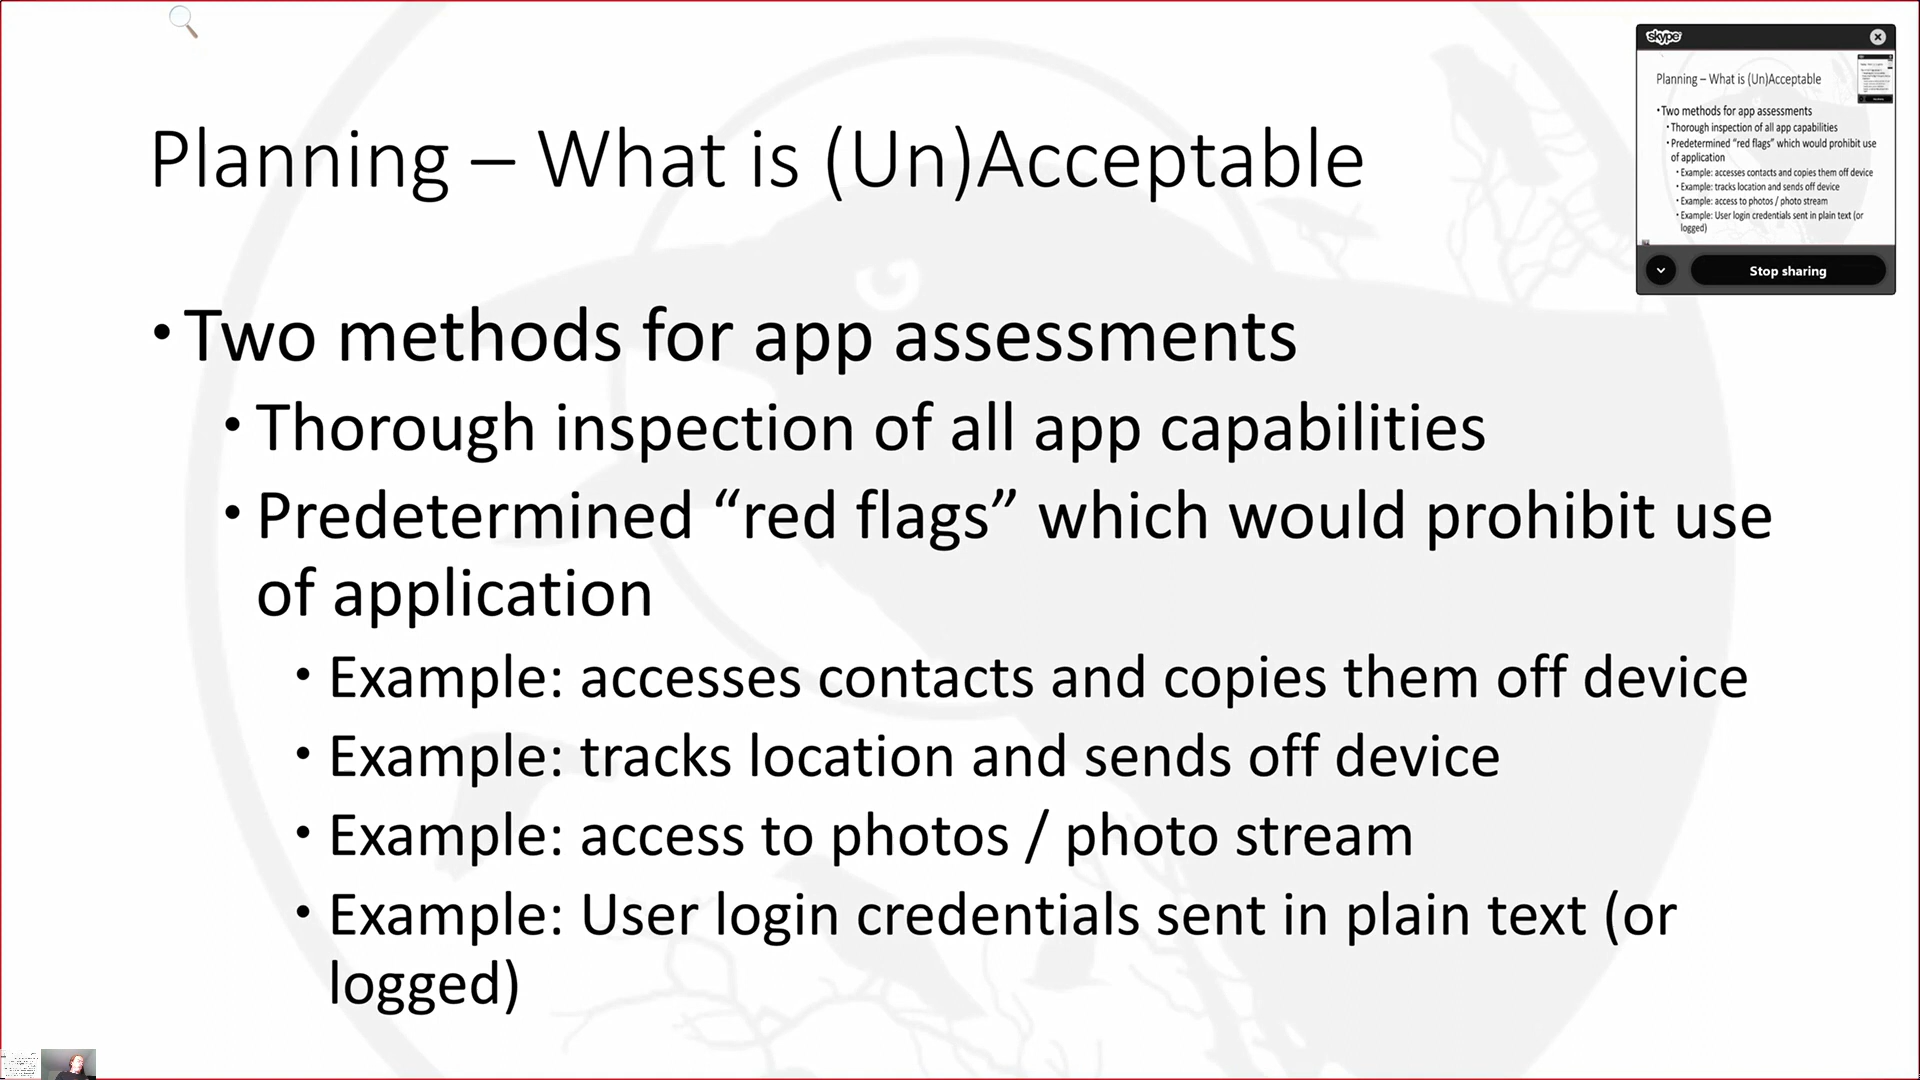 Planning – What is (Un)Acceptable
• Two methods for app assessments
• Thorough inspection of all app capabilities
• Predetermined “red flags” which would prohibit use
of application
• Example: accesses contacts and copies them off device
• Example: tracks location and sends off device
• Example: access to photos / photo stream
• Example: User login credentials sent in plain text (or
logged)
skype
Planning – What is (Un)Acceptable
• Two methods for app assessments
• Thorough inspection of all app capabilities
• Predetermined “red flags” which would prohibit use
of application
• Example: accesses contacts and copies them off device
• Example: tracks location and sends off device
• Example: access to photos / photo stream
• Example: User login credentials sent in plain text (or
logged)
Stop sharing